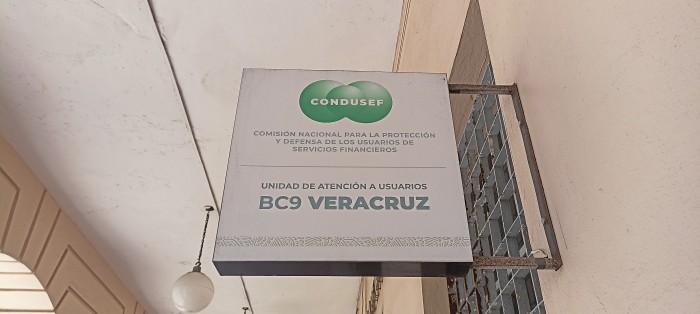 CONDUSEF
COMISIÓN NACIONAL PARA LA PROTECCIÓN
Y DEFENSA DE LOS USUARIOS DE
SERVICIOS FINANCIEROS
UNIDAD DE ATENCIÓN A USUARIOS
BC9 VERACRUZ